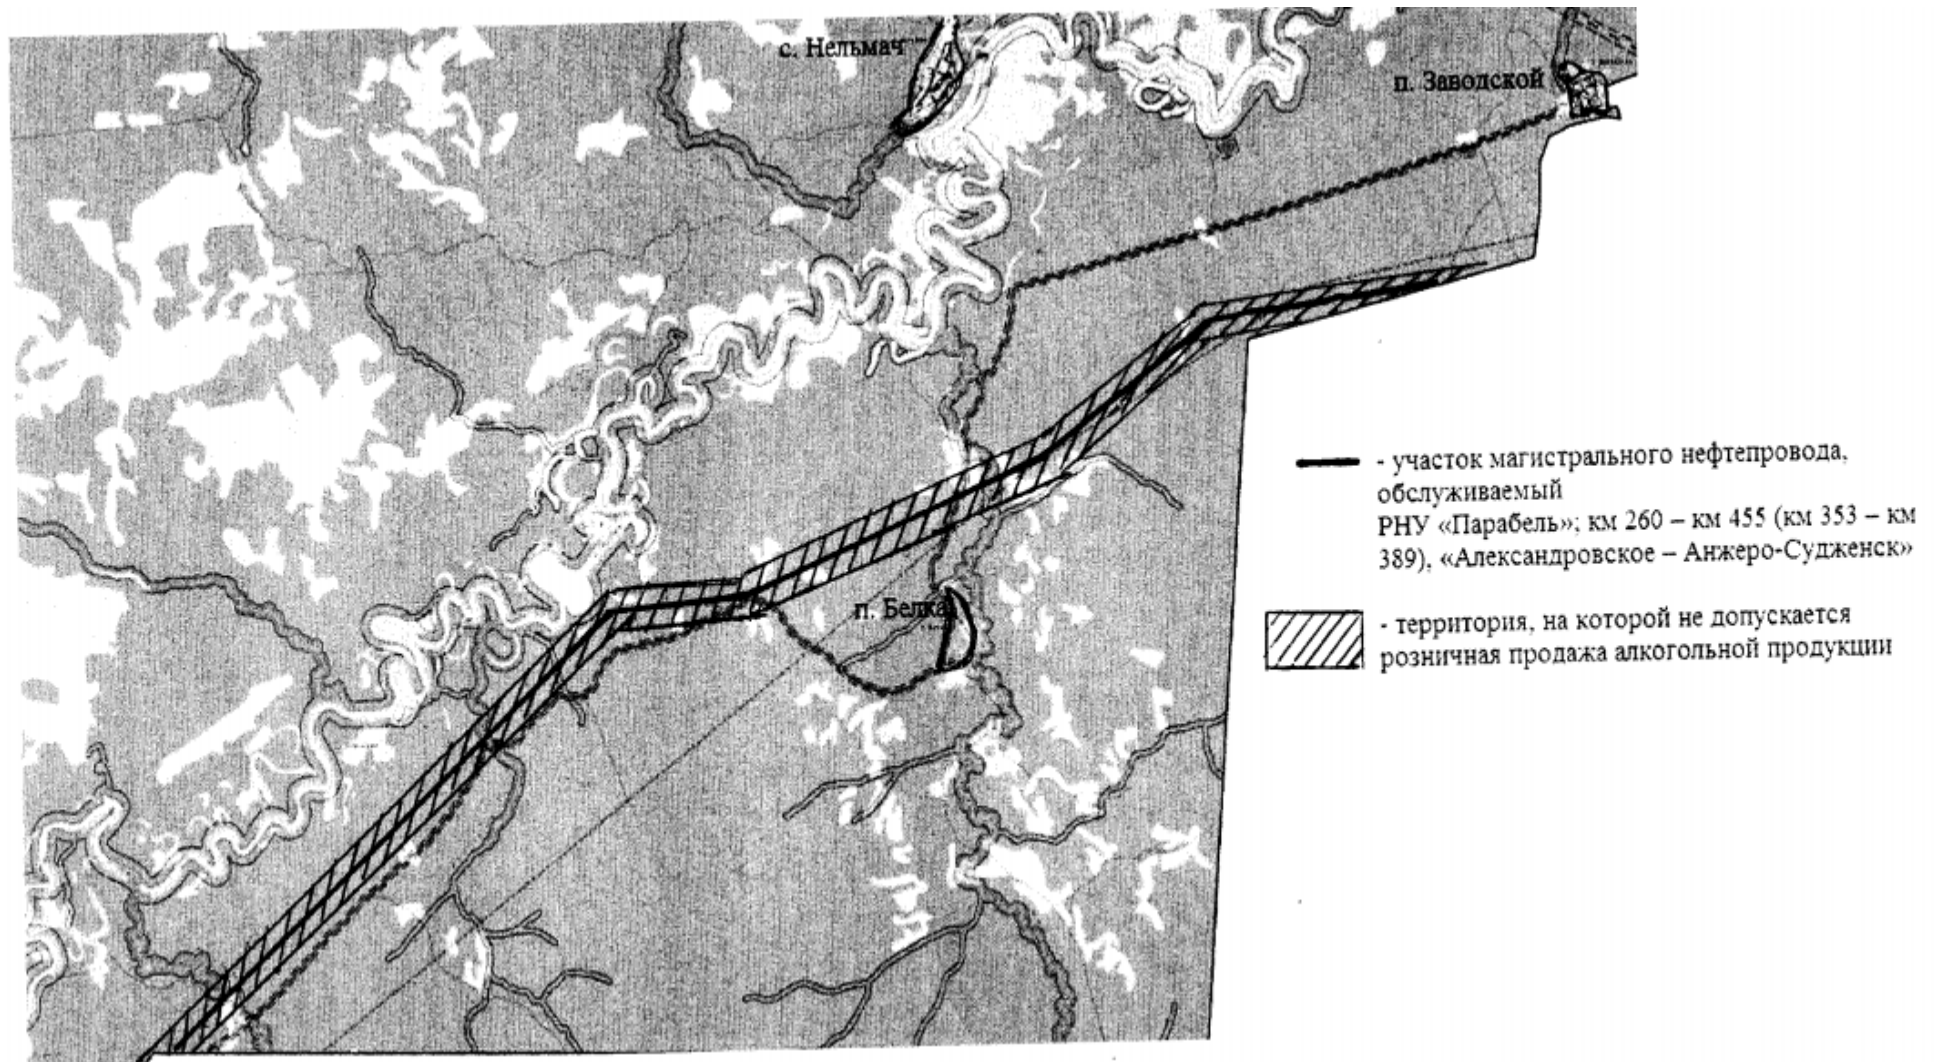 с. Нельмач
п. Заводской
п. Белка
- участок магистрального нефтепровода,
обслуживаемый
РНУ «Парабель»; км 260 – км 455 (км 353 – км
389), «Александровское – Анжеро-Судженск»
- территория, на которой не допускается
розничная продажа алкогольной продукции